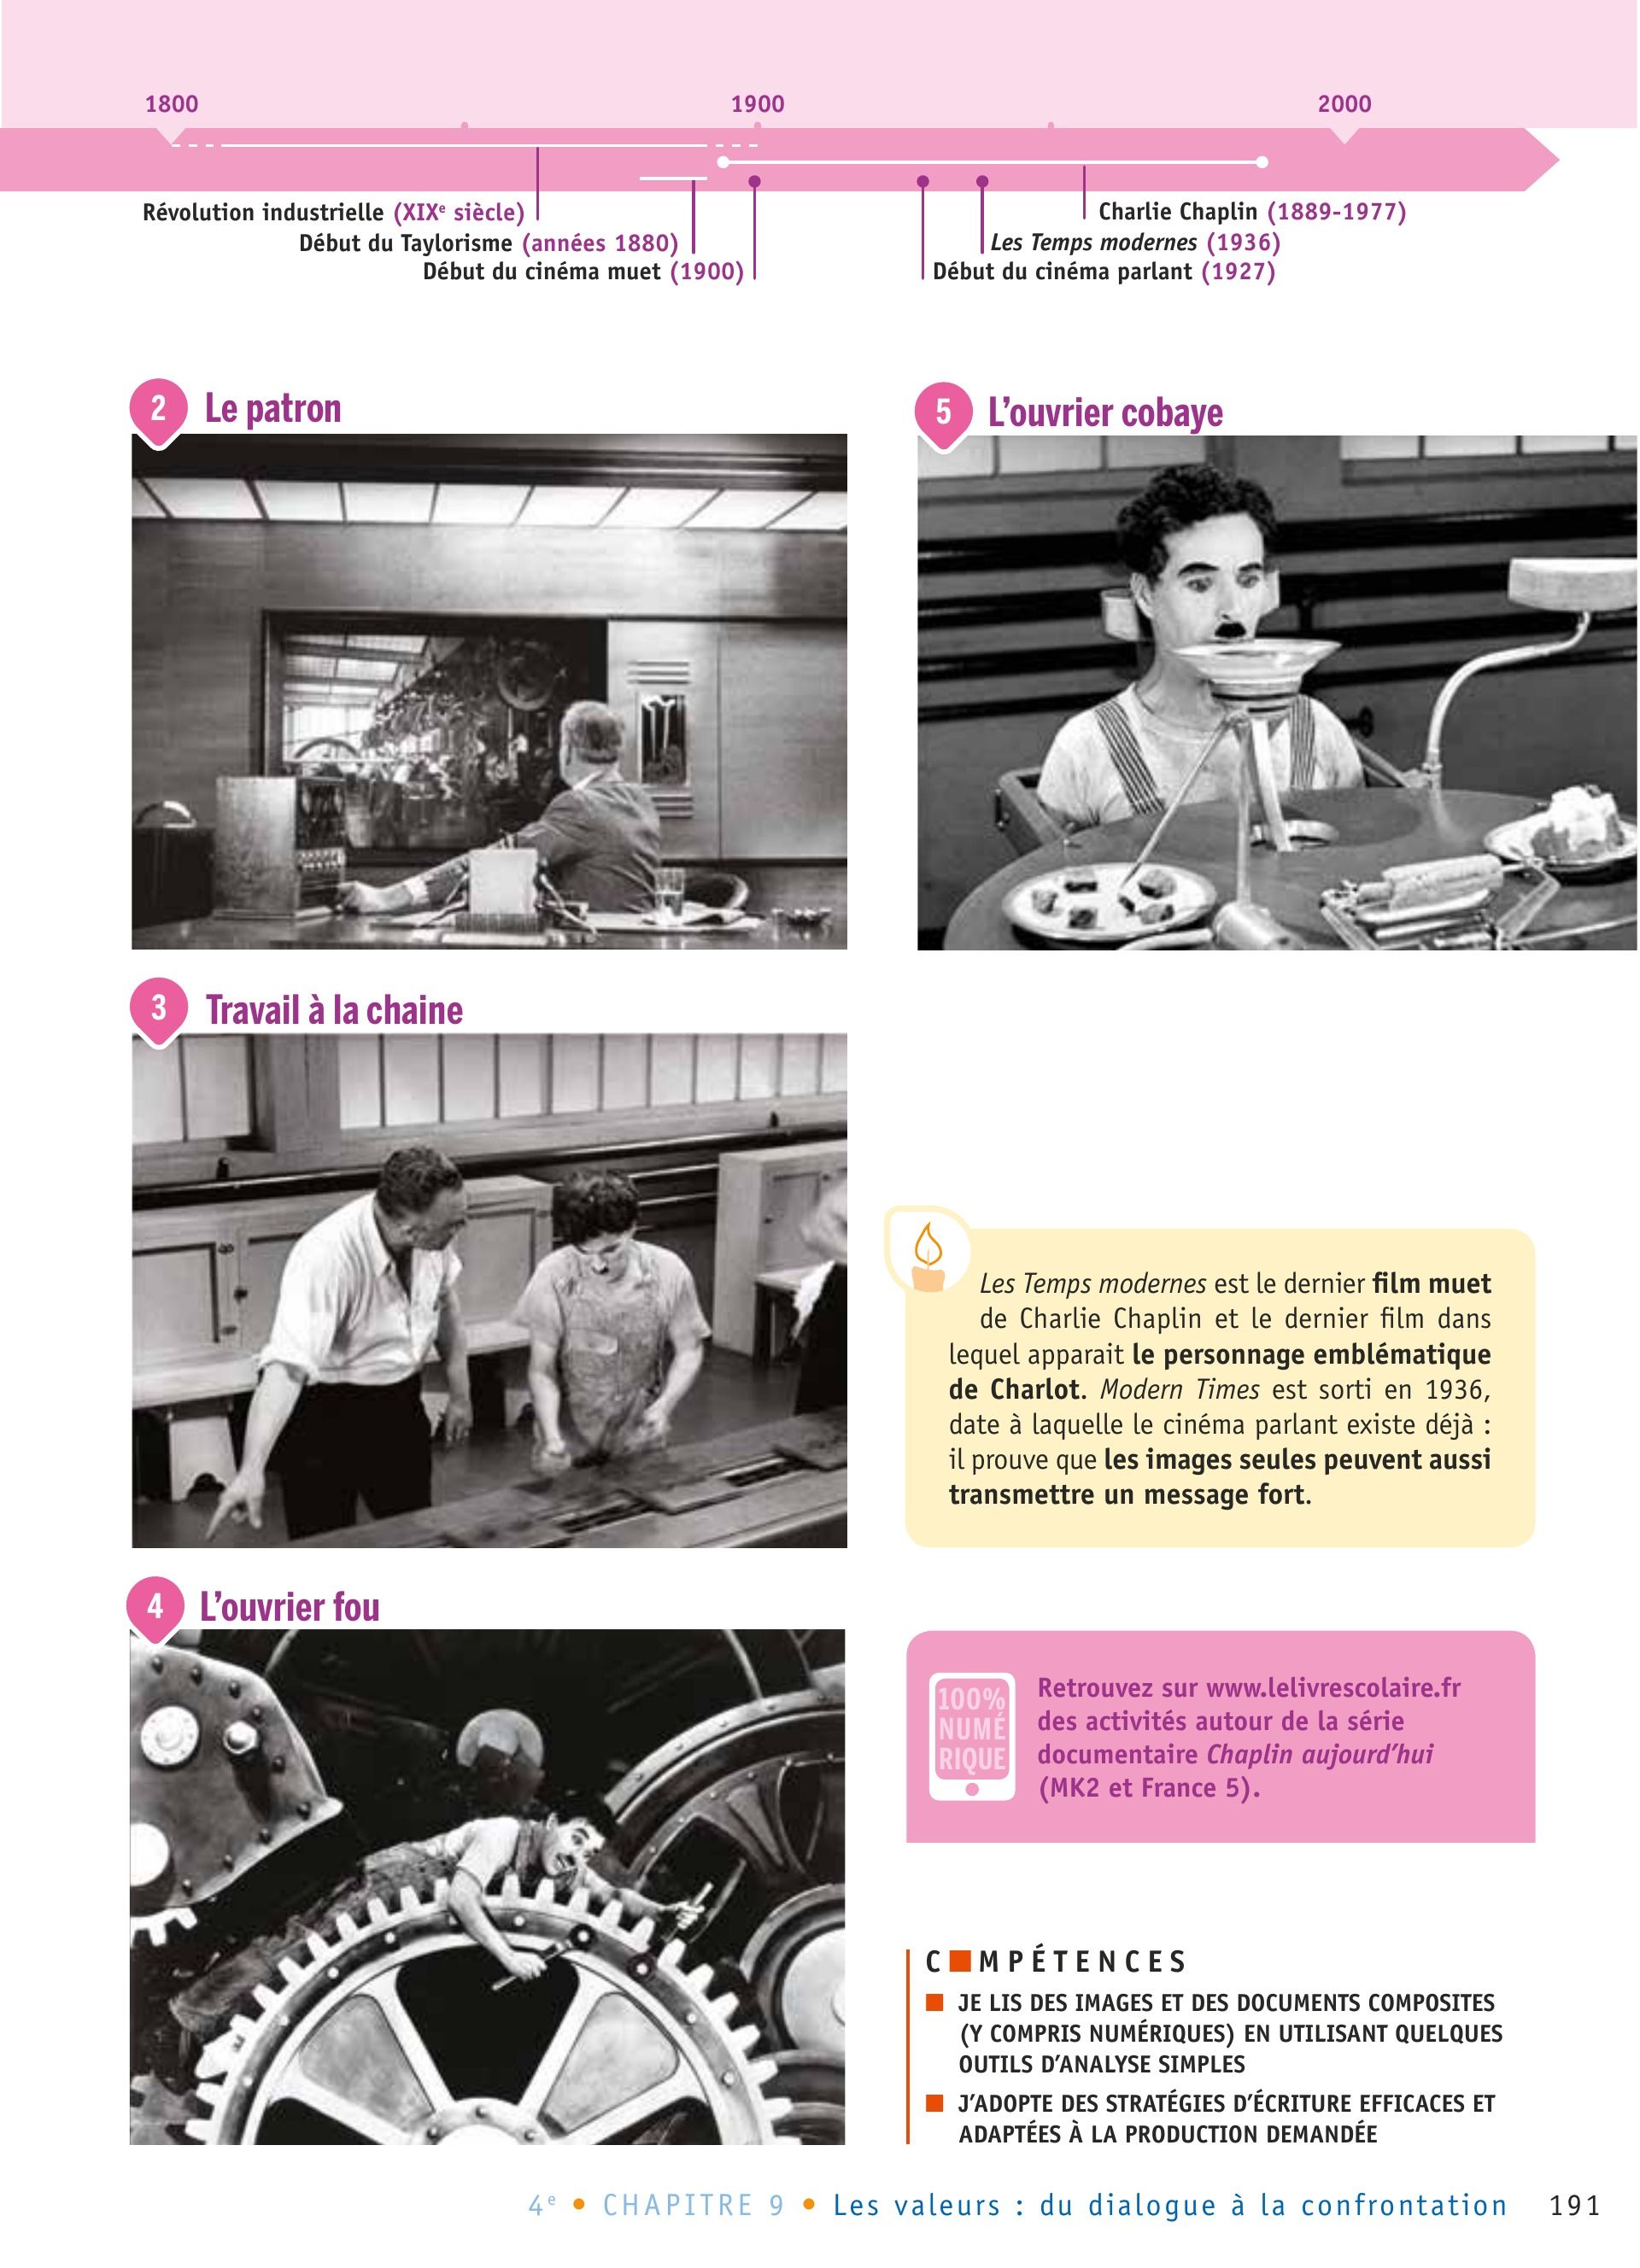 1800 1900 2000
Révolution industrielle (XIXe siècle)
Début du Taylorisme (années 1880)
Début du cinéma muet (1900)
Charlie Chaplin (1889-1977)
Les Temps modernes (1936)
Début du cinéma parlant (1927)
2 Le patron
5 L’ouvrier cobaye
3 Travail à la chaine
Les Temps modernes est le dernier film muet
de Charlie Chaplin et le dernier film dans
lequel apparait le personnage emblématique
de Charlot. Modern Times est sorti en 1936,
date à laquelle le cinéma parlant existe déjà :
il prouve que les images seules peuvent aussi
transmettre un message fort.
4 L’ouvrier fou
100%
NUMÉ
RIQUE
Retrouvez sur www.lelivrescolaire.fr
des activités autour de la série
documentaire Chaplin aujourd’hui
(MK2 et France 5).
C■MPÉTENCES
■ JE LIS DES IMAGES ET DES DOCUMENTS COMPOSITES
(Y COMPRIS NUMÉRIQUES) EN UTILISANT QUELQUES
OUTILS D’ANALYSE SIMPLES
■ J’ADOPTE DES STRATÉGIES D’ÉCRITURE EFFICACES ET
ADAPTÉES À LA PRODUCTION DEMANDÉE
4e • CHAPITRE 9 • Les valeurs : du dialogue à la confrontation 191